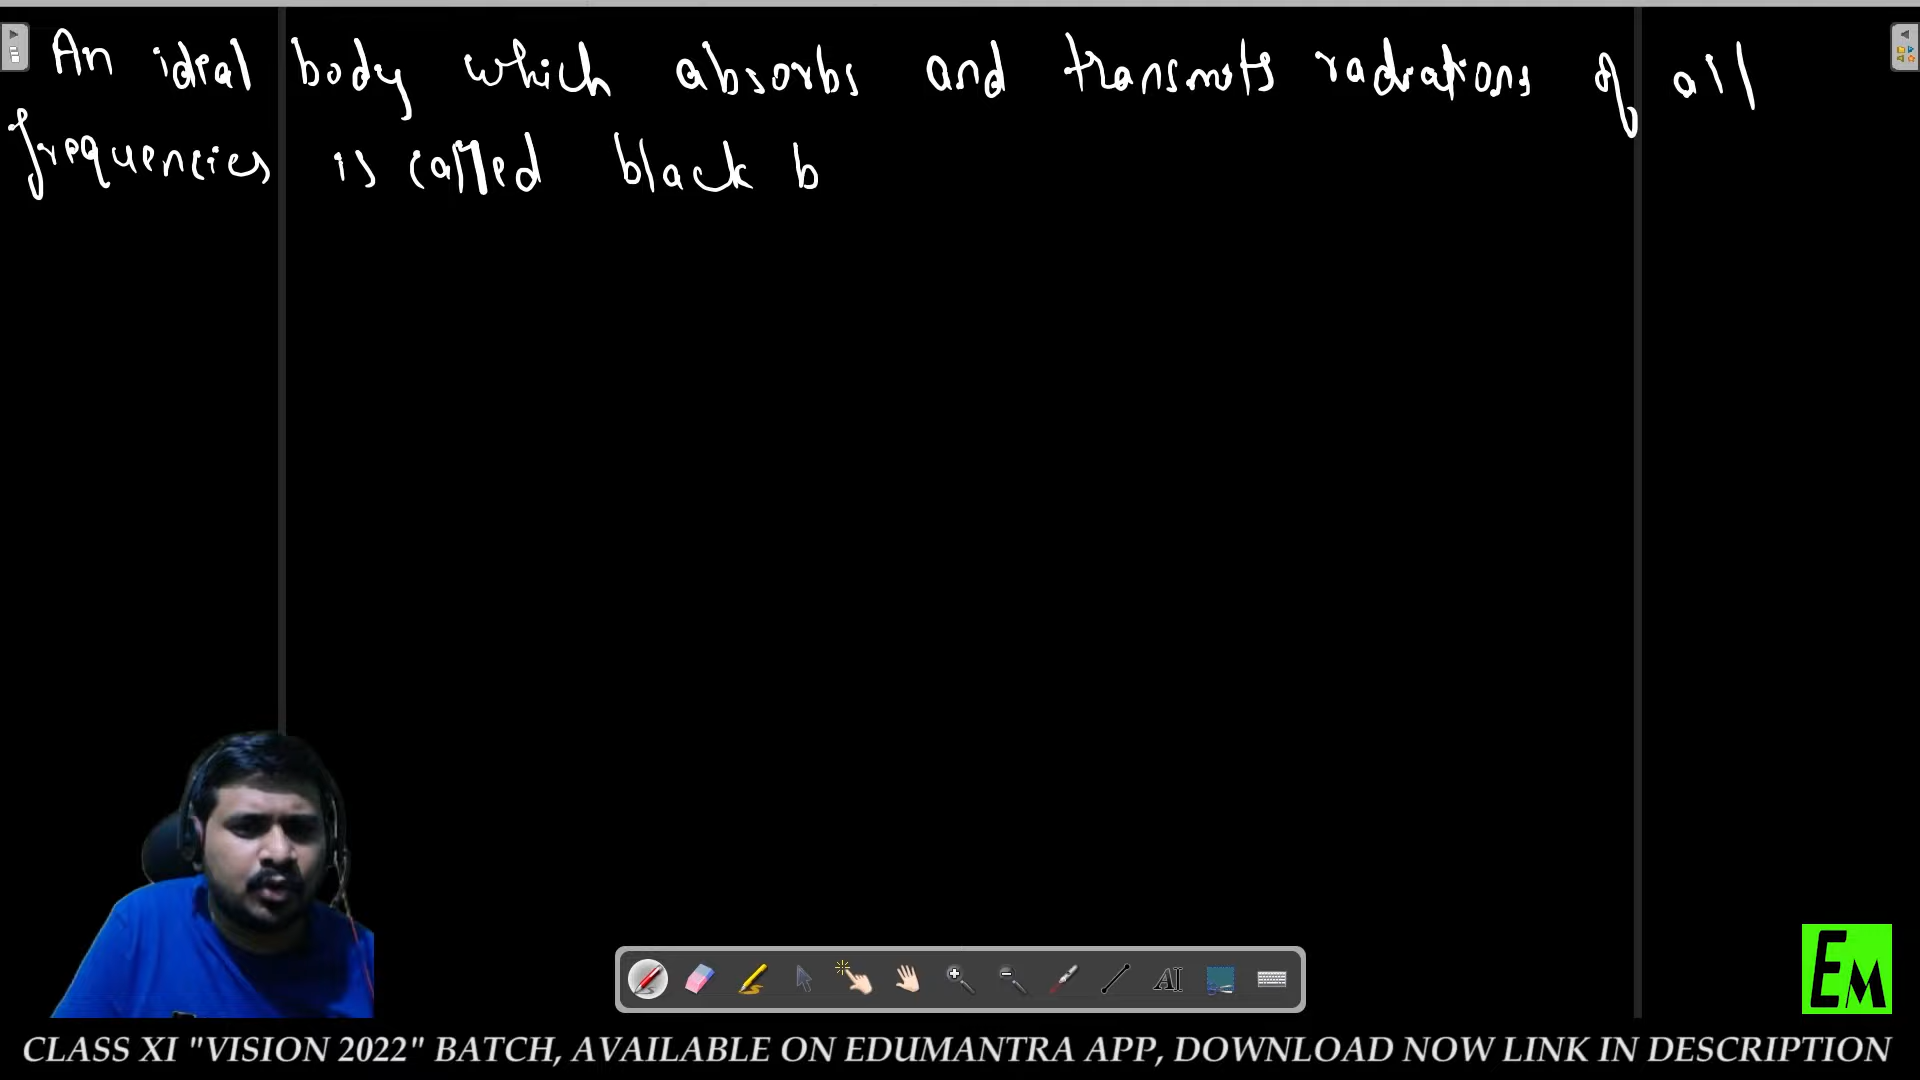 An ideal body which absorbs and transmits radiations of all
frequencies is called black b
AI
EM
CLASS XI "VISION 2022" BATCH, AVAILABLE ON EDUMANTRA APP, DOWNLOAD NOW LINK IN DESCRIPTION